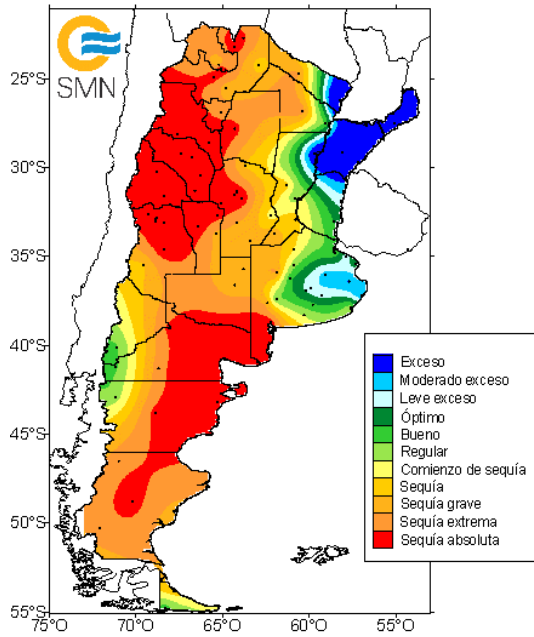 SMN
25°S
30°S
35°S
40°S
45°S
50°S
55°S
75°O
70°O
65°O
60°O
55°O
Exceso
Moderado exceso
Leve exceso
Óptimo
Bueno
Regular
Comienzo de sequía
Sequía
Sequía grave
Sequía extrema
Sequía absoluta